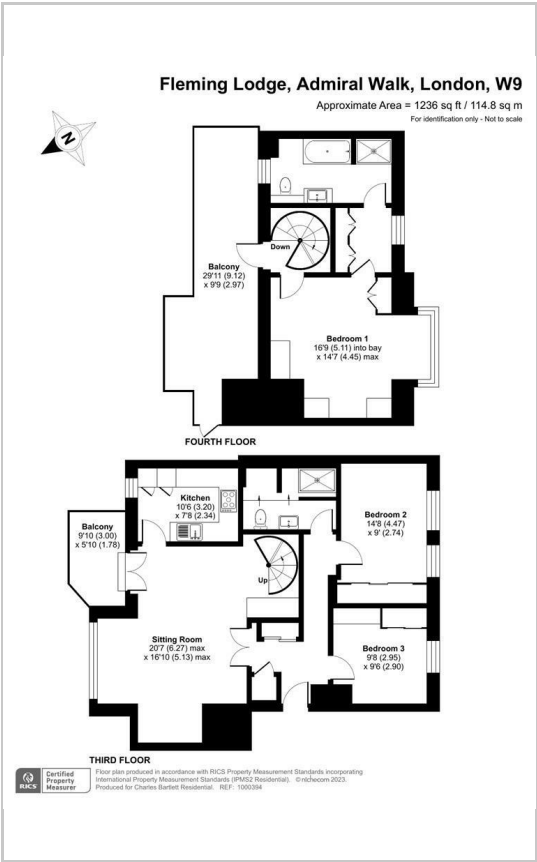 Fleming Lodge, Admiral Walk, London, W9
Approximate Area = 1236 sq ft / 114.8 sq m
For identification only - Not to scale
N
Down
Balcony
29'11 (9.12)
x 9'9 (2.97)
Bedroom 1
16'9 (5.11) into bay
x 14'7 (4.45) max
FOURTH FLOOR
Kitchen
10'6 (3.20)
x 7'8 (2.34)
Balcony
9'10 (3.00)
x 5'10 (1.78)
Bedroom 2
14'8 (4.47)
x 9' (2.74)
Up
Sitting Room
20'7 (6.27) max
x 16'10 (5.13) max
Bedroom 3
9'8 (2.95)
x 9'6 (2.90)
THIRD FLOOR
RICS
Certified
Property
Measurer
Floor plan produced in accordance with RICS Property Measurement Standards incorporating
International Property Measurement Standards (IPMS2 Residential). © nichecom 2023.
Produced for Charles Bartlett Residential. REF: 1000394